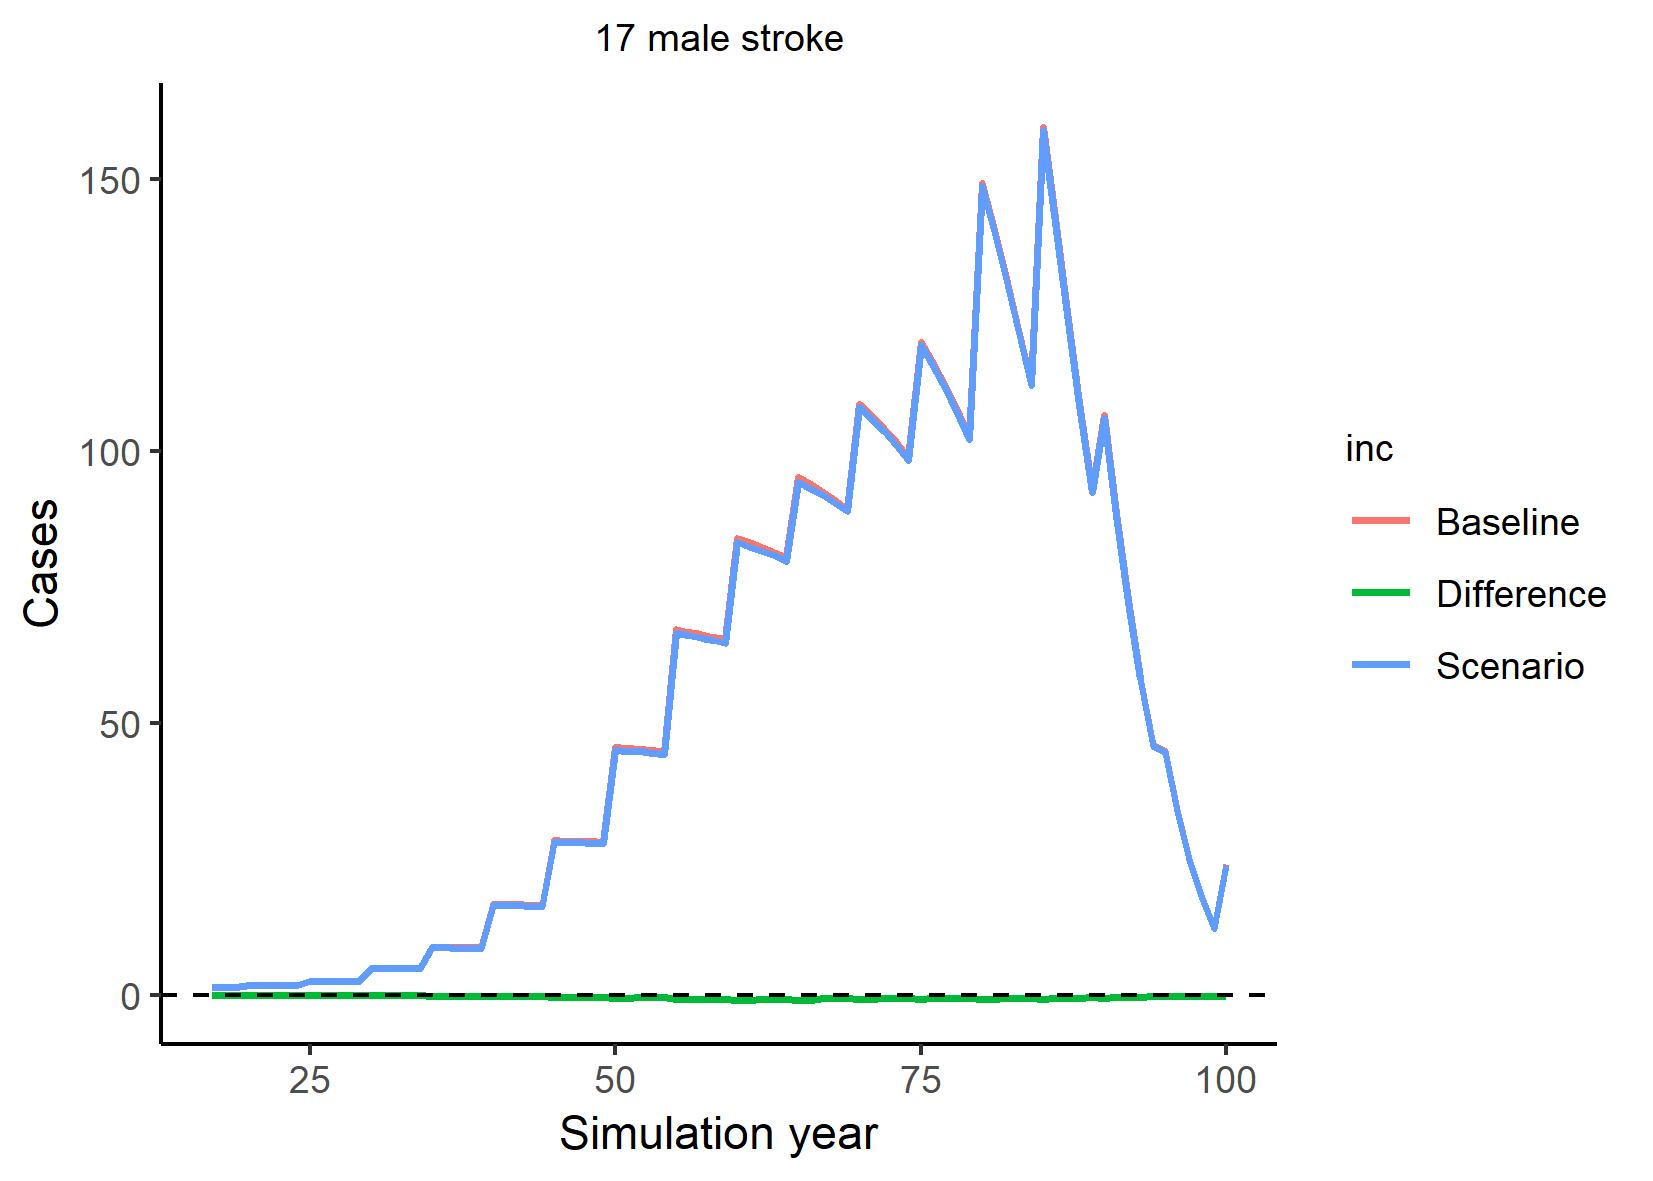 17 male stroke
Cases
150
100
50
0
25 50 75 100
Simulation year
inc
Baseline
Difference
Scenario